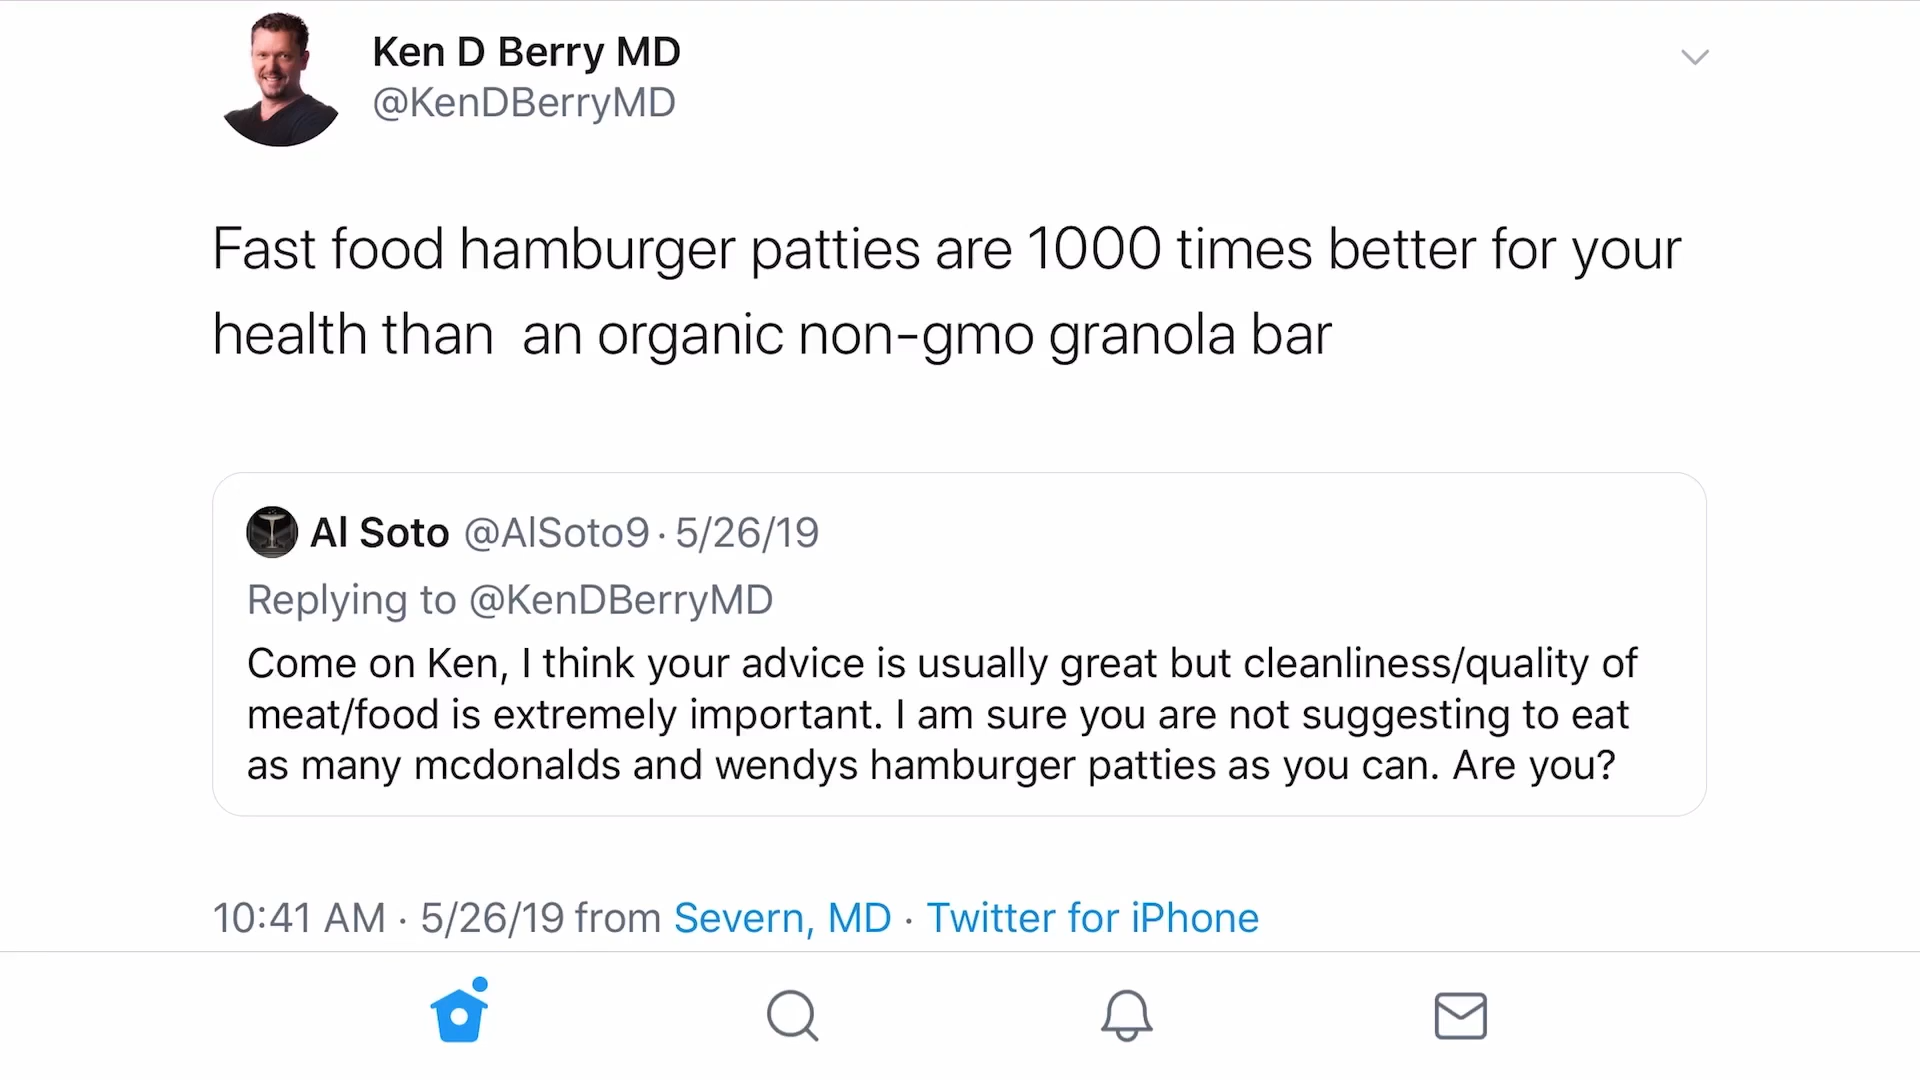 Ken D Berry MD
@KenDBerryMD
Fast food hamburger patties are 1000 times better for your
health than  an organic non-gmo granola bar
Al Soto @AlSoto9 · 5/26/19
Replying to @KenDBerryMD
Come on Ken, I think your advice is usually great but cleanliness/quality of
meat/food is extremely important. I am sure you are not suggesting to eat
as many mcdonalds and wendys hamburger patties as you can. Are you?
10:41 AM · 5/26/19 from Severn, MD · Twitter for iPhone